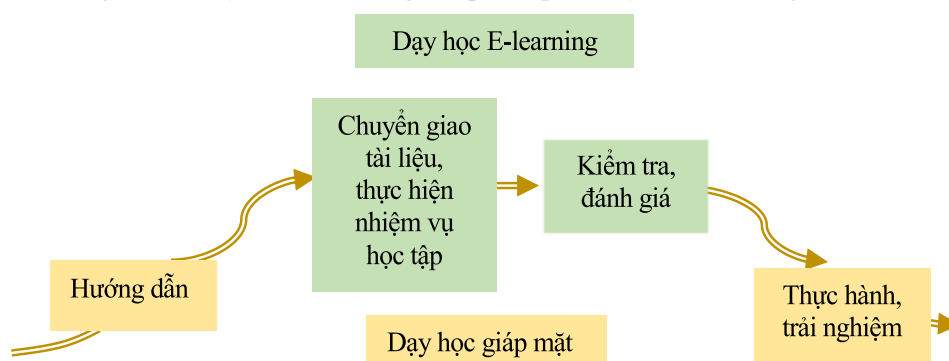 Dạy học E-learning
Chuyển giao
tài liệu,
thực hiện
nhiệm vụ
học tập
Kiểm tra,
đánh giá
Hướng dẫn
Thực hành,
trải nghiệm
Dạy học giáp mặt